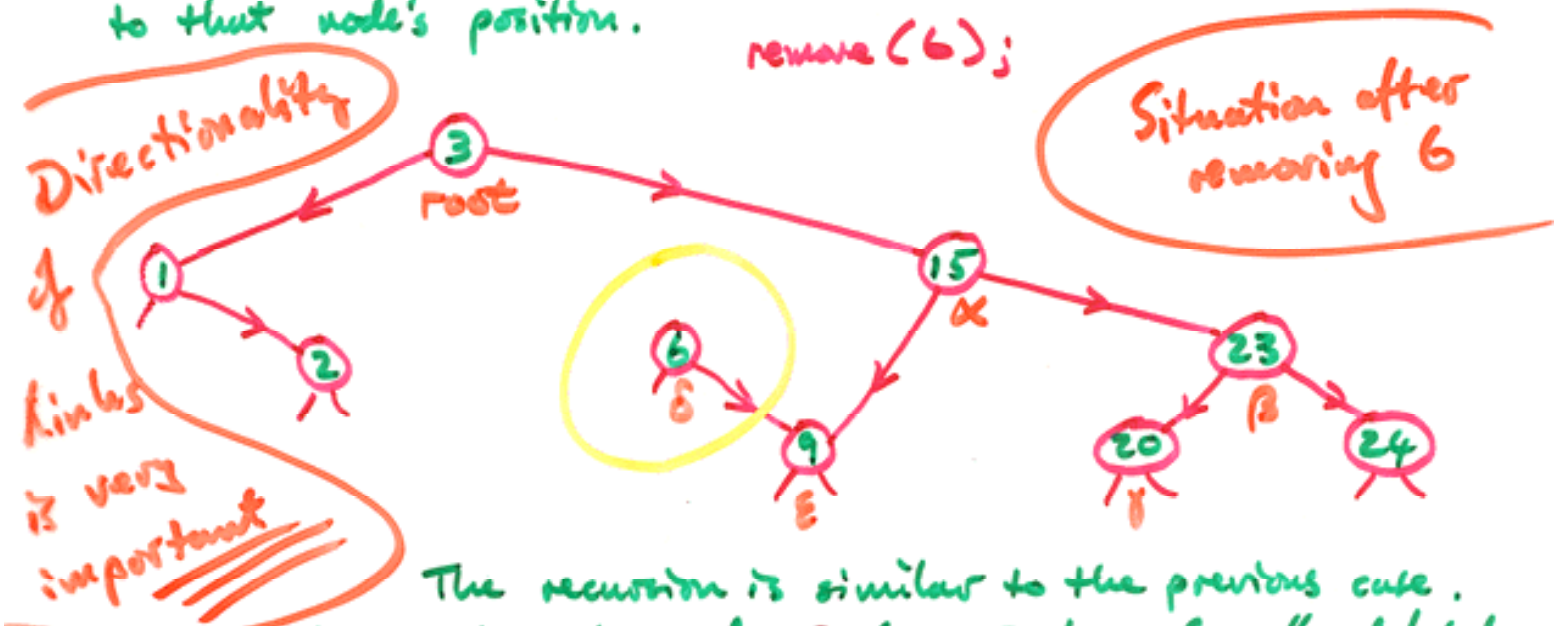 to that node's position.
remove(6);
Situation after
removing 6
Directionality
of
links
is very
important
3
root
1
15
α
2
6
δ
23
β
9
ε
20
γ
24
The recursion is similar to the previous case.